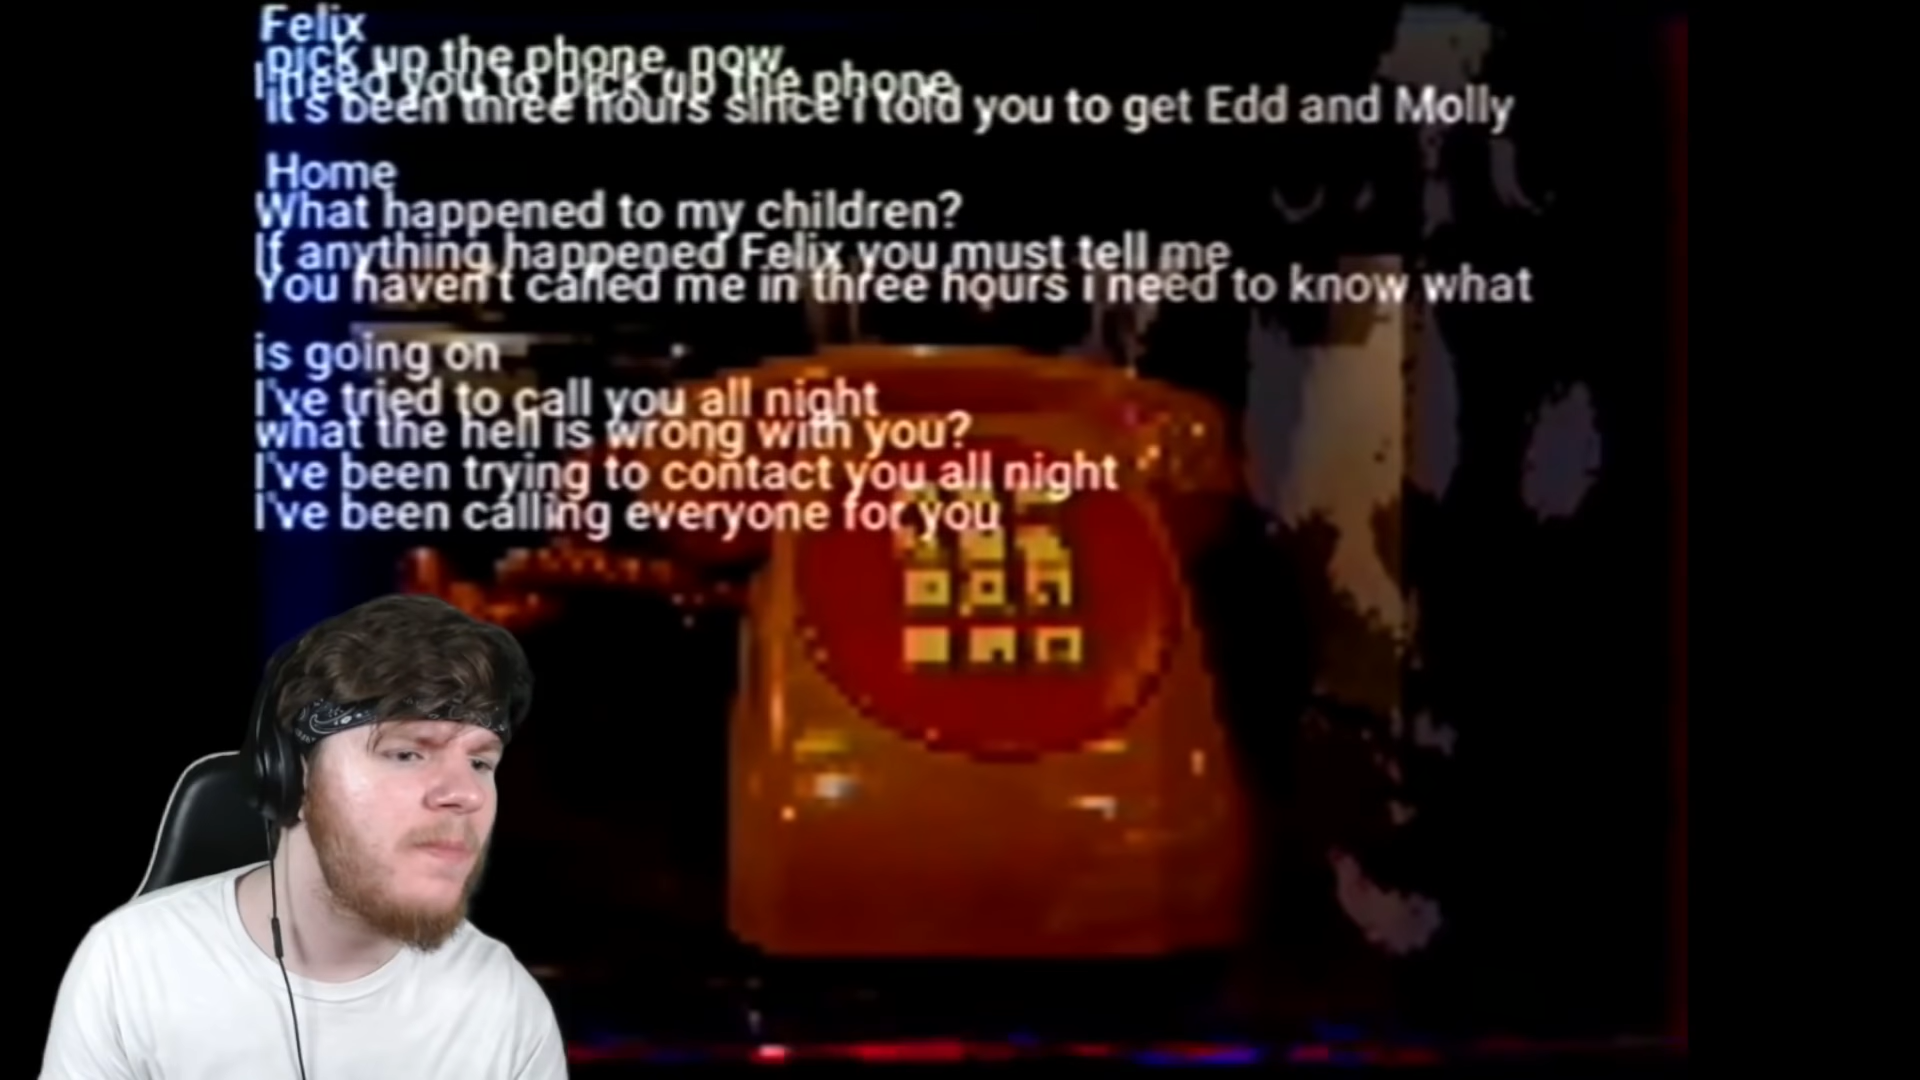 Felix
pick up the phone, now.
I need you to pick up the phone.
It's been three hours since i told you to get Edd and Molly
Home
What happened to my children?
If anything happened Felix you must tell me
You haven't called me in three hours i need to know what
is going on
I've tried to call you all night
what the hell is wrong with you?
I've been trying to contact you all night
I've been calling everyone for you